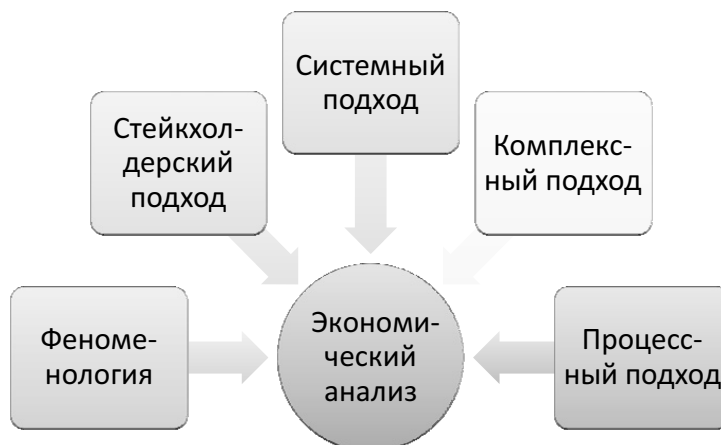 Системный
подход
Стейкхол-
дерский
подход
Комплекс-
ный подход
Феноме-
нология
Экономи-
ческий
анализ
Процесс-
ный подход